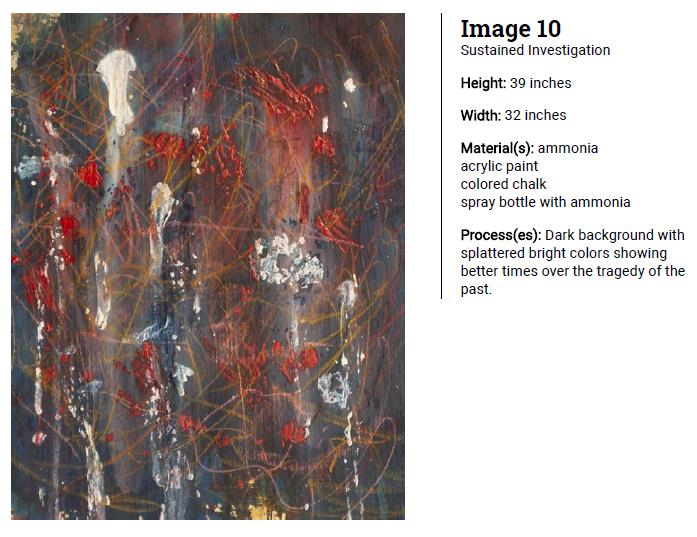 Image 10
Sustained Investigation
Height: 39 inches
Width: 32 inches
Material(s): ammonia
acrylic paint
colored chalk
spray bottle with ammonia
Process(es): Dark background with
splattered bright colors showing
better times over the tragedy of the
past.